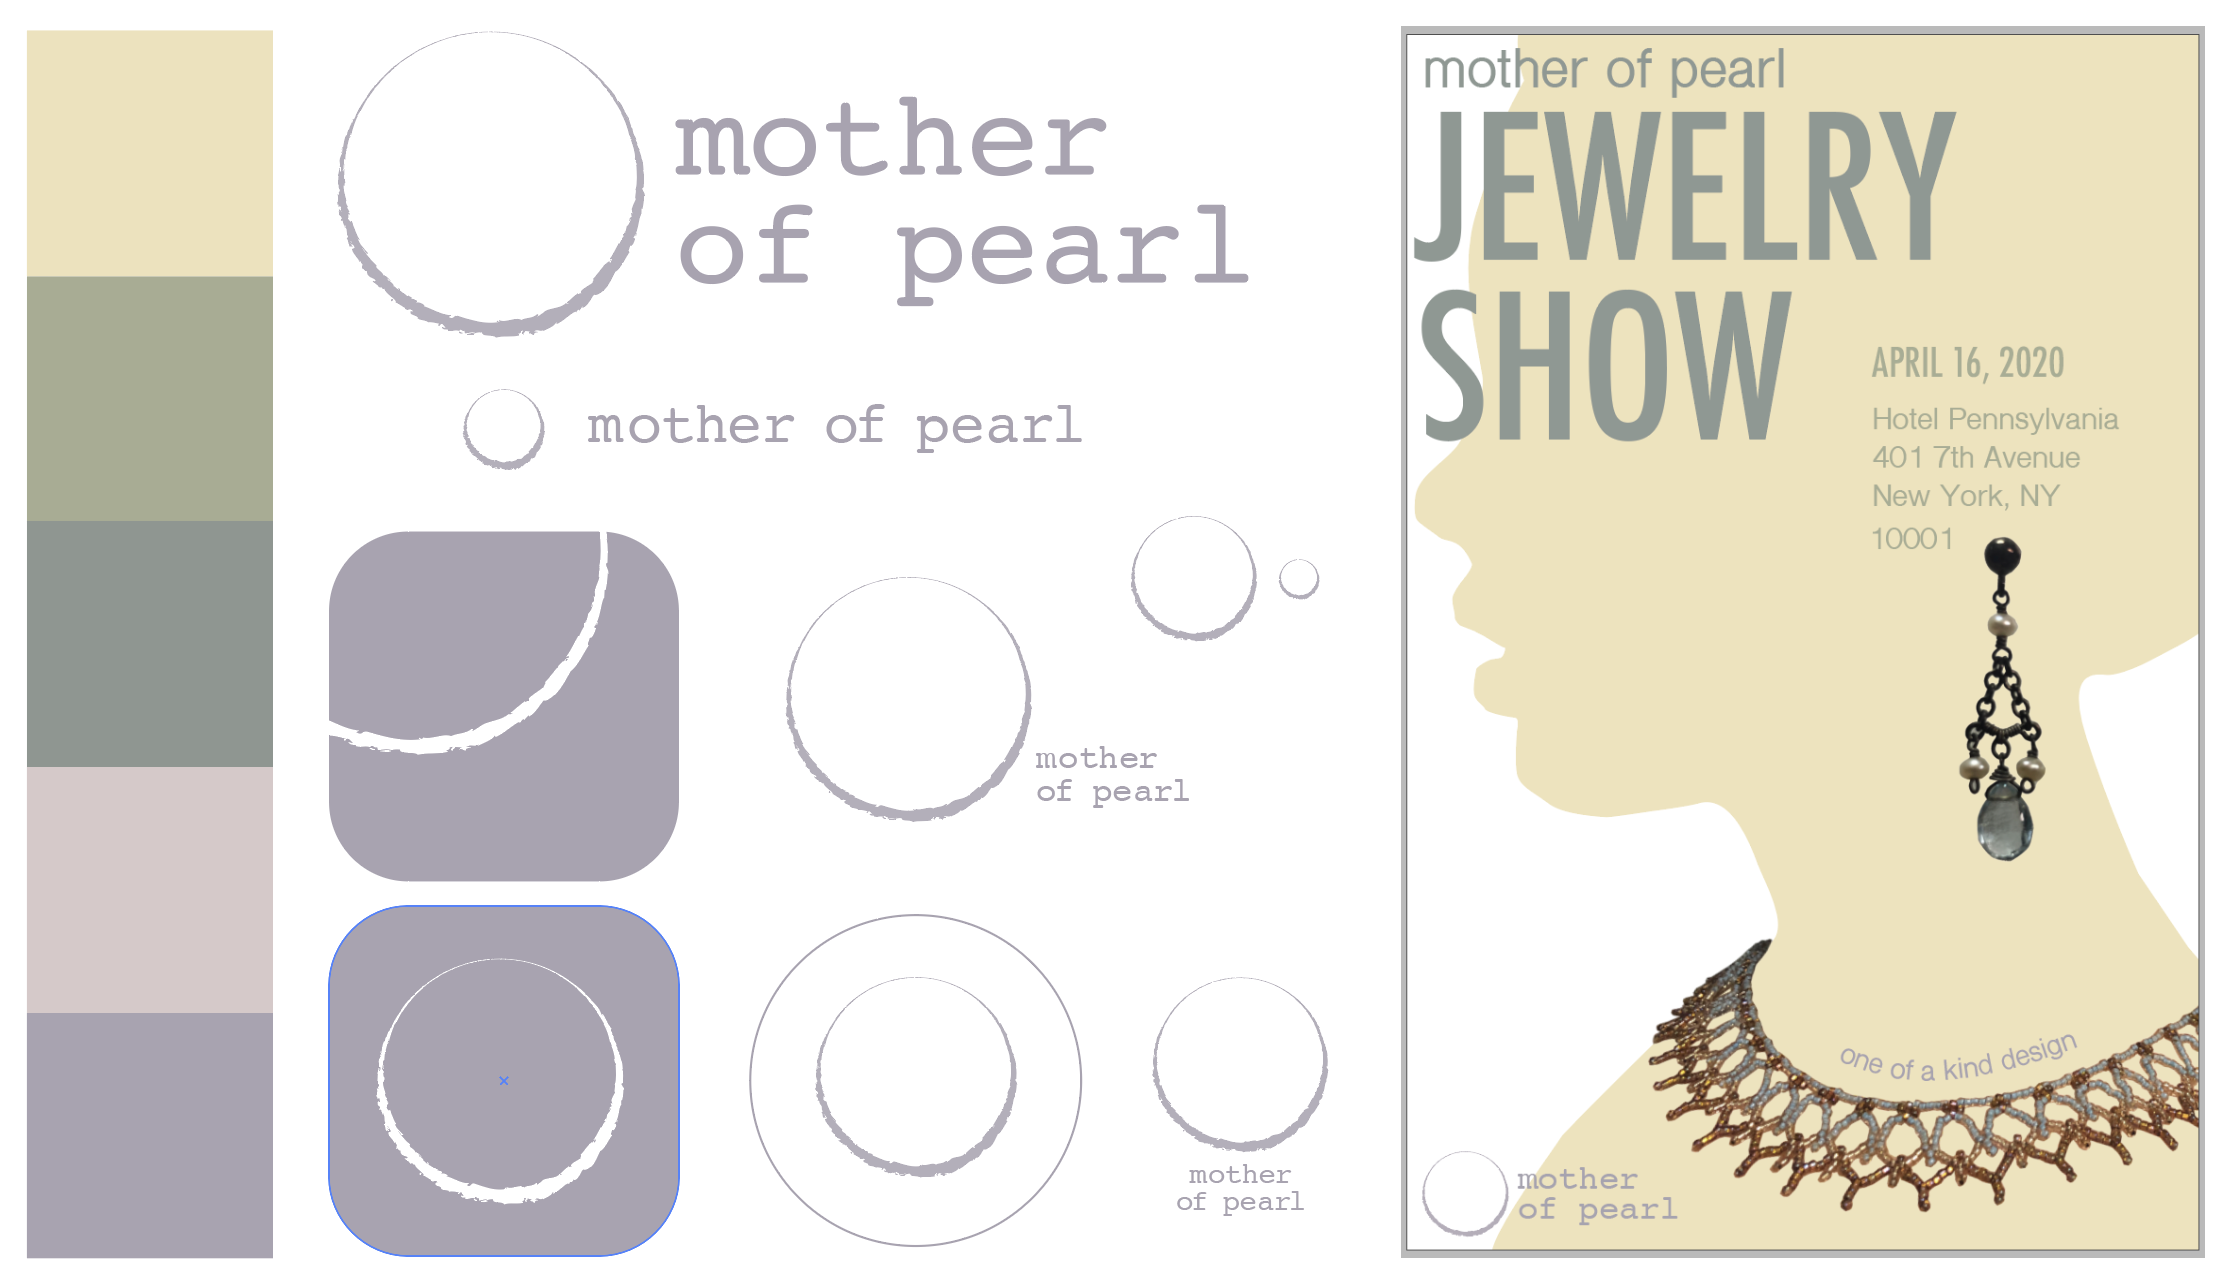 mother
of pearl
mother of pearl
mother
of pearl
mother
of pearl
mother of pearl
JEWELRY
SHOW
APRIL 16, 2020
Hotel Pennsylvania
401 7th Avenue
New York, NY
10001
one of a kind design
mother
of pearl